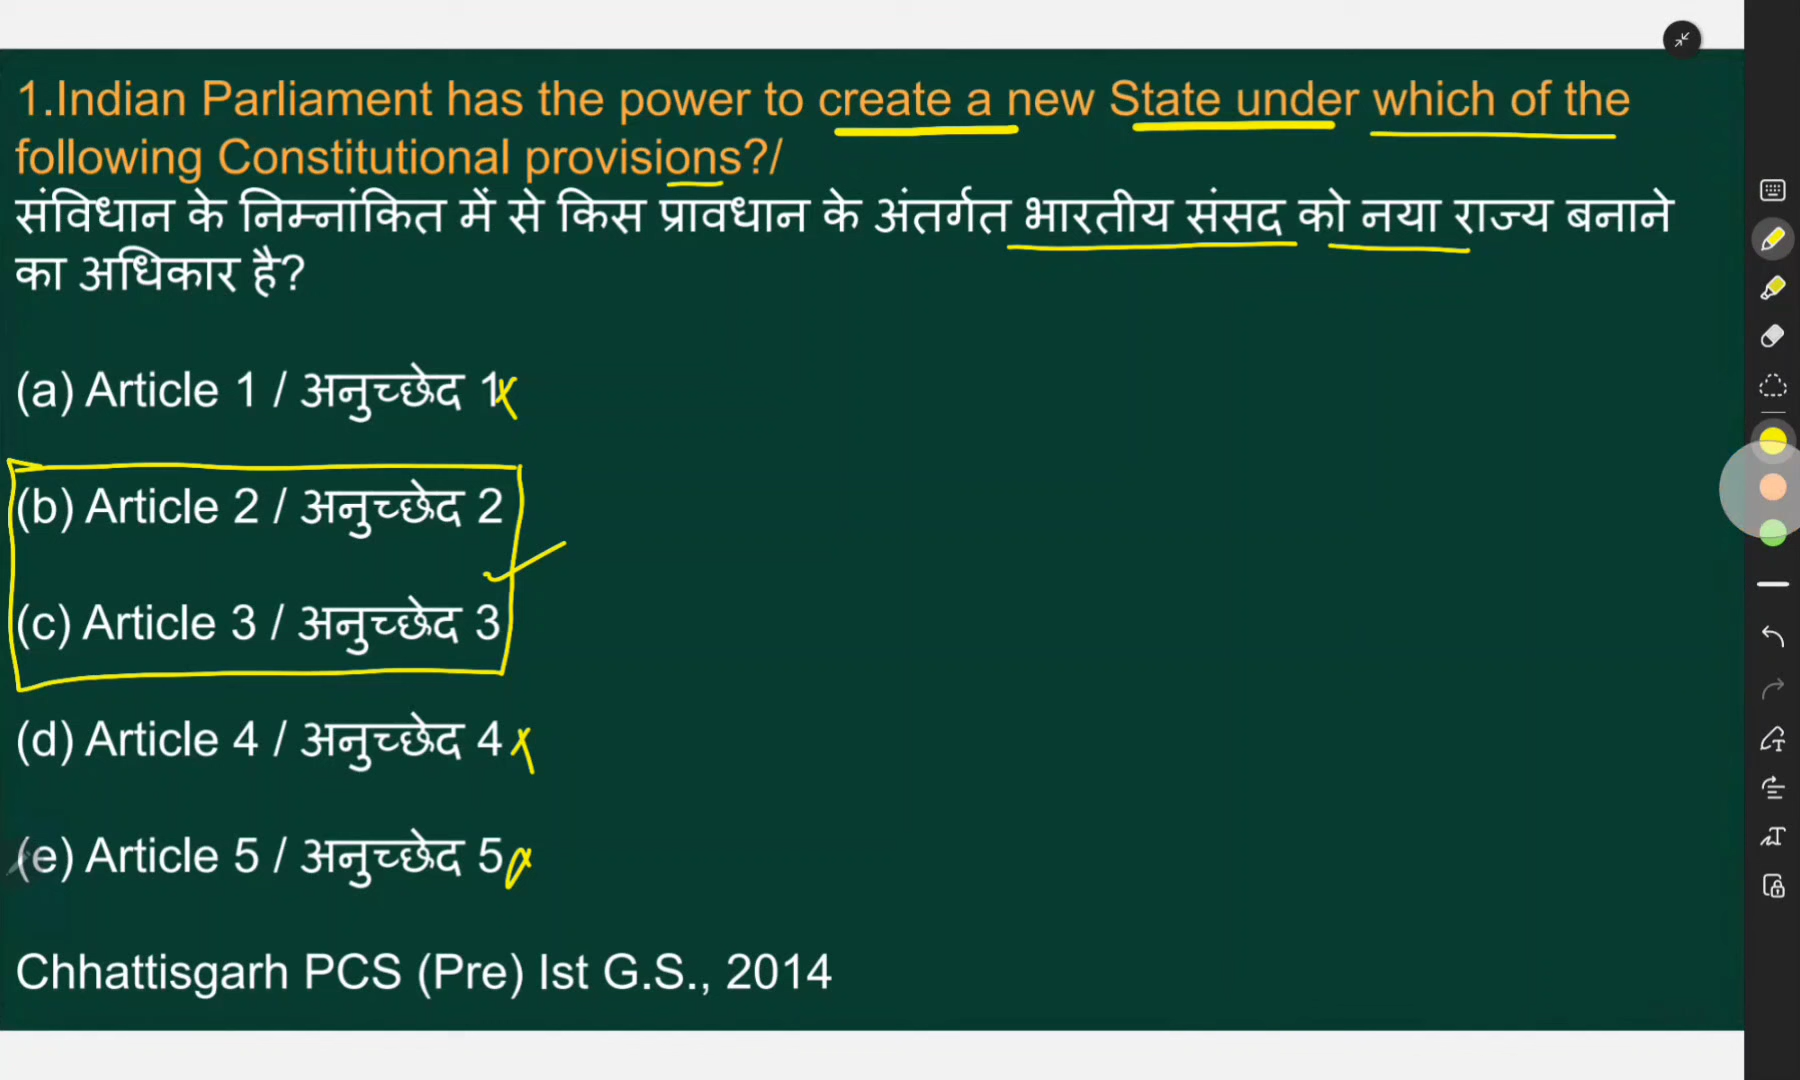 1.Indian Parliament has the power to create a new State under which of the
following Constitutional provisions?/
संविधान के निम्नांकित में से किस प्रावधान के अंतर्गत भारतीय संसद को नया राज्य बनाने
का अधिकार है?
(a) Article 1 / अनुच्छेद 1
(b) Article 2 / अनुच्छेद 2
(c) Article 3 / अनुच्छेद 3
(d) Article 4 / अनुच्छेद 4
(e) Article 5 / अनुच्छेद 5
Chhattisgarh PCS (Pre) Ist G.S., 2014